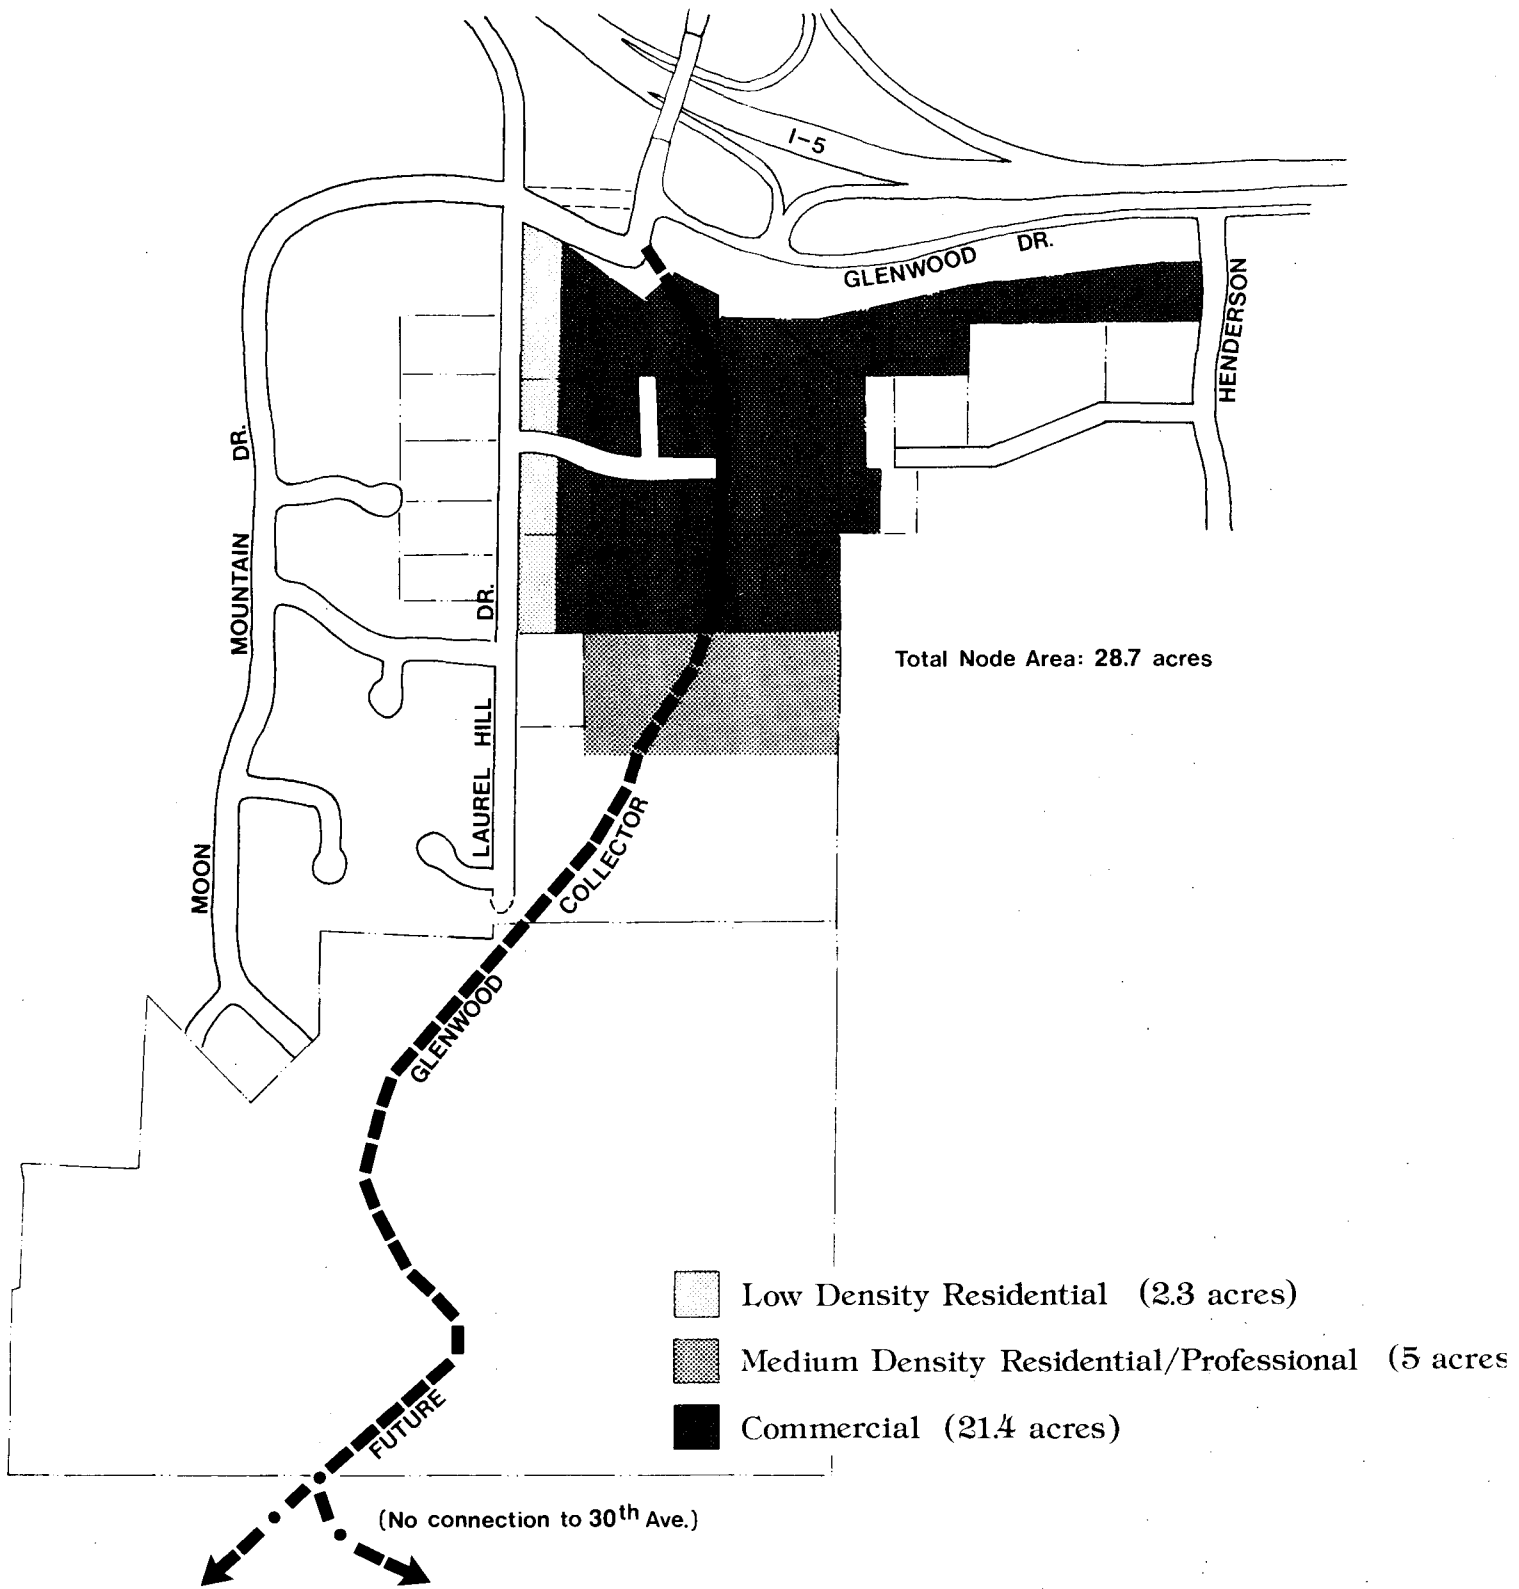 I-5
GLENWOOD DR.
HENDERSON
MOUNTAIN DR.
MOON
LAUREL HILL DR.
Total Node Area: 28.7 acres
COLLECTOR
GLENWOOD
FUTURE
Low Density Residential (2.3 acres)
Medium Density Residential/Professional (5 acres
Commercial (21.4 acres)
(No connection to 30th Ave.)